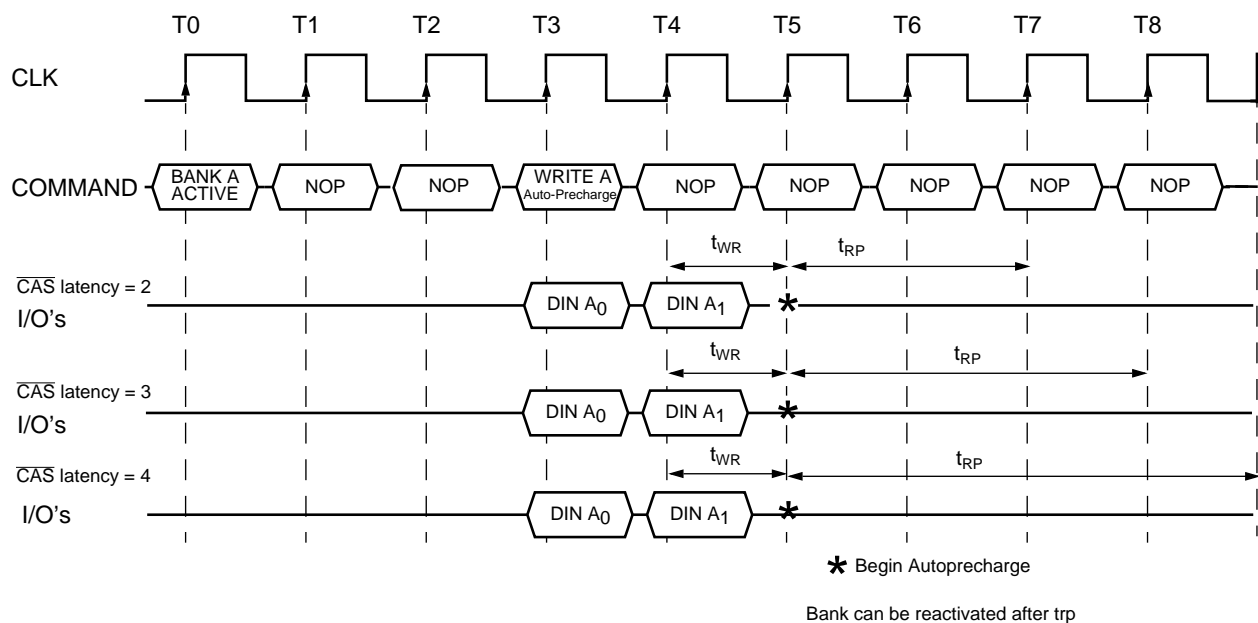 T0 T1 T2 T3 T4 T5 T6 T7 T8
CLK
COMMAND
BANK A
ACTIVE
NOP
NOP
WRITE A
Auto-Precharge
NOP
NOP
NOP
NOP
NOP
tWR
tRP
CAS latency = 2
I/O's
DIN A0
DIN A1
*
tWR
tRP
CAS latency = 3
I/O's
DIN A0
DIN A1
*
tWR
tRP
CAS latency = 4
I/O's
DIN A0
DIN A1
*
* Begin Autoprecharge
Bank can be reactivated after trp